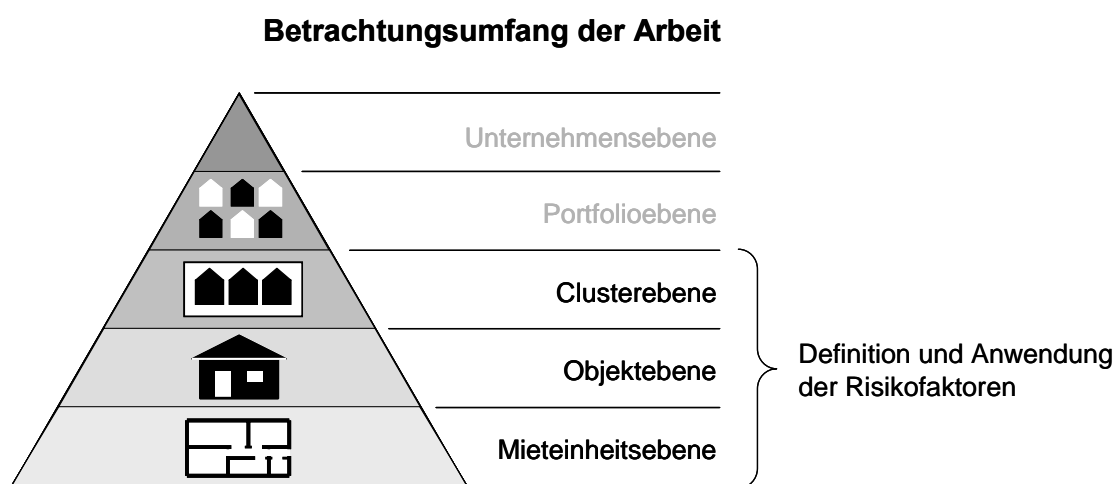 Betrachtungsumfang der Arbeit
Unternehmensebene
Portfolioebene
Clusterebene
Objektebene
Mieteinheitsebene
Definition und Anwendung
der Risikofaktoren